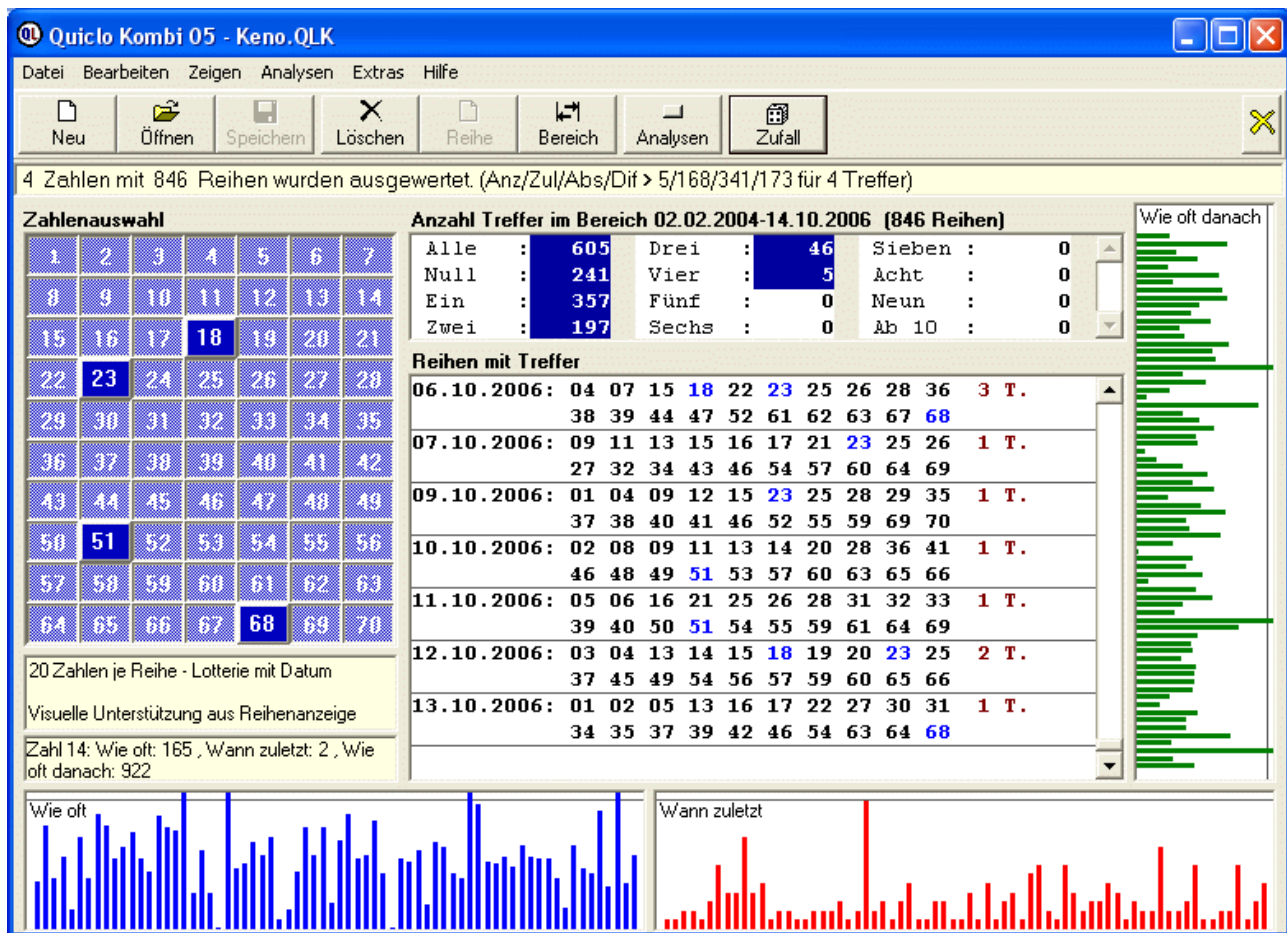 Quiclo Kombi 05 - Keno.QLK
Datei Bearbeiten Zeigen Analysen Extras Hilfe
Neu Öffnen Speichern Löschen Reihe Bereich Analysen Zufall
4 Zahlen mit 846 Reihen wurden ausgewertet. (Anz/Zul/Abs/Dif > 5/168/341/173 für 4 Treffer)
Zahlenauswahl
1 2 3 4 5 6 7
8 9 10 11 12 13 14
15 16 17 18 19 20 21
22 23 24 25 26 27 28
29 30 31 32 33 34 35
36 37 38 39 40 41 42
43 44 45 46 47 48 49
50 51 52 53 54 55 56
57 58 59 60 61 62 63
64 65 66 67 68 69 70
20 Zahlen je Reihe - Lotterie mit Datum
Visuelle Unterstützung aus Reihenanzeige
Zahl 14: Wie oft: 165 , Wann zuletzt: 2 , Wie
oft danach: 922
Anzahl Treffer im Bereich 02.02.2004-14.10.2006 (846 Reihen)
Alle : 605 Drei : 46 Sieben : 0
Null : 241 Vier : 5 Acht : 0
Ein : 357 Fünf : 0 Neun : 0
Zwei : 197 Sechs : 0 Ab 10 : 0
Reihen mit Treffer
06.10.2006: 04 07 15 18 22 23 25 26 28 36 3 T.
38 39 44 47 52 61 62 63 67 68
07.10.2006: 09 11 13 15 16 17 21 23 25 26 1 T.
27 32 34 43 46 54 57 60 64 69
09.10.2006: 01 04 09 12 15 23 25 28 29 35 1 T.
37 38 40 41 46 52 55 59 69 70
10.10.2006: 02 08 09 11 13 14 20 28 36 41 1 T.
46 48 49 51 53 57 60 63 65 66
11.10.2006: 05 06 16 21 25 26 28 31 32 33 1 T.
39 40 50 51 54 55 59 61 64 69
12.10.2006: 03 04 13 14 15 18 19 20 23 25 2 T.
37 45 49 54 56 57 59 60 65 66
13.10.2006: 01 02 05 13 16 17 22 27 30 31 1 T.
34 35 37 39 42 46 54 63 64 68
Wie oft danach
Wie oft
Wann zuletzt